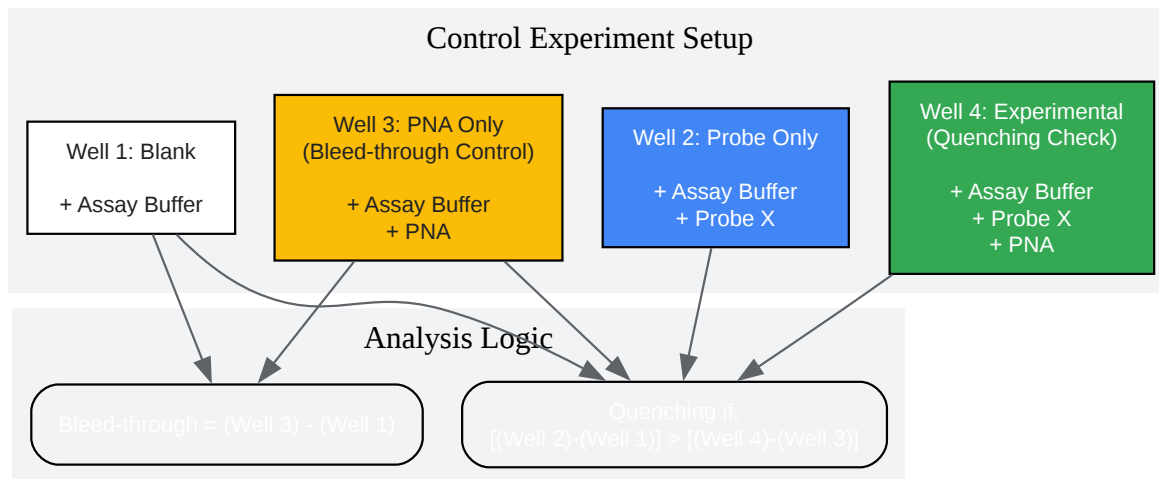 Control Experiment Setup
Well 1: Blank
+ Assay Buffer
Well 3: PNA Only
(Bleed-through Control)
+ Assay Buffer
+ PNA
Well 2: Probe Only
+ Assay Buffer
+ Probe X
Well 4: Experimental
(Quenching Check)
+ Assay Buffer
+ Probe X
+ PNA
Analysis Logic
Bleed-through = (Well 3) - (Well 1)
Quenching if:
[(Well 2)-(Well 1)] > [(Well 4)-(Well 3)]